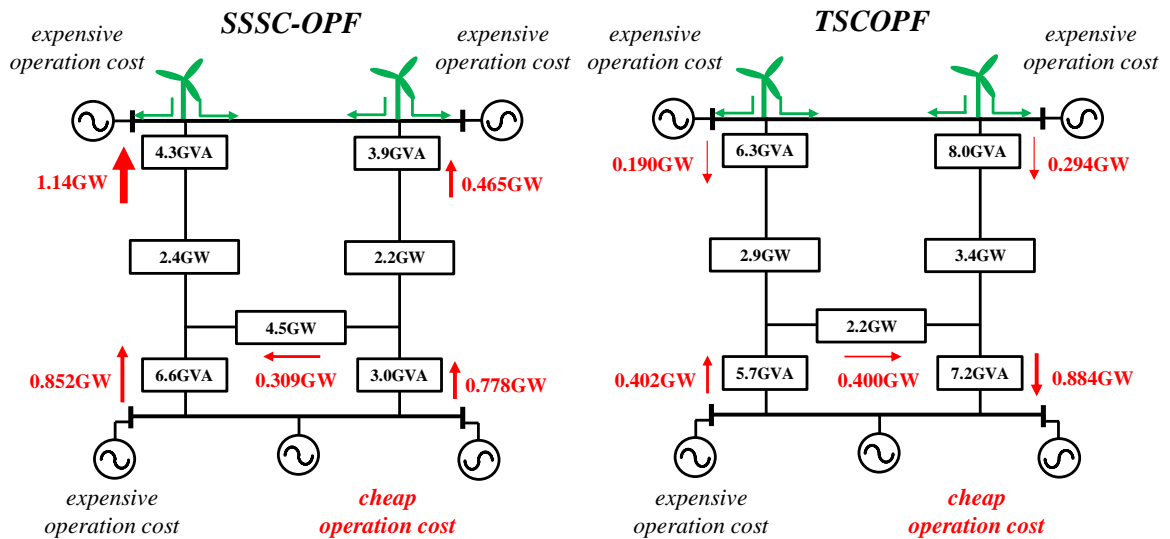 SSSC-OPF
expensive
operation cost
expensive
operation cost
4.3GVA
3.9GVA
1.14GW
0.465GW
2.4GW
2.2GW
4.5GW
0.852GW
6.6GVA
0.309GW
3.0GVA
0.778GW
expensive
operation cost
cheap
operation cost
TSCOPF
expensive
operation cost
expensive
operation cost
6.3GVA
8.0GVA
0.190GW
0.294GW
2.9GW
3.4GW
2.2GW
0.402GW
5.7GVA
0.400GW
7.2GVA
0.884GW
expensive
operation cost
cheap
operation cost